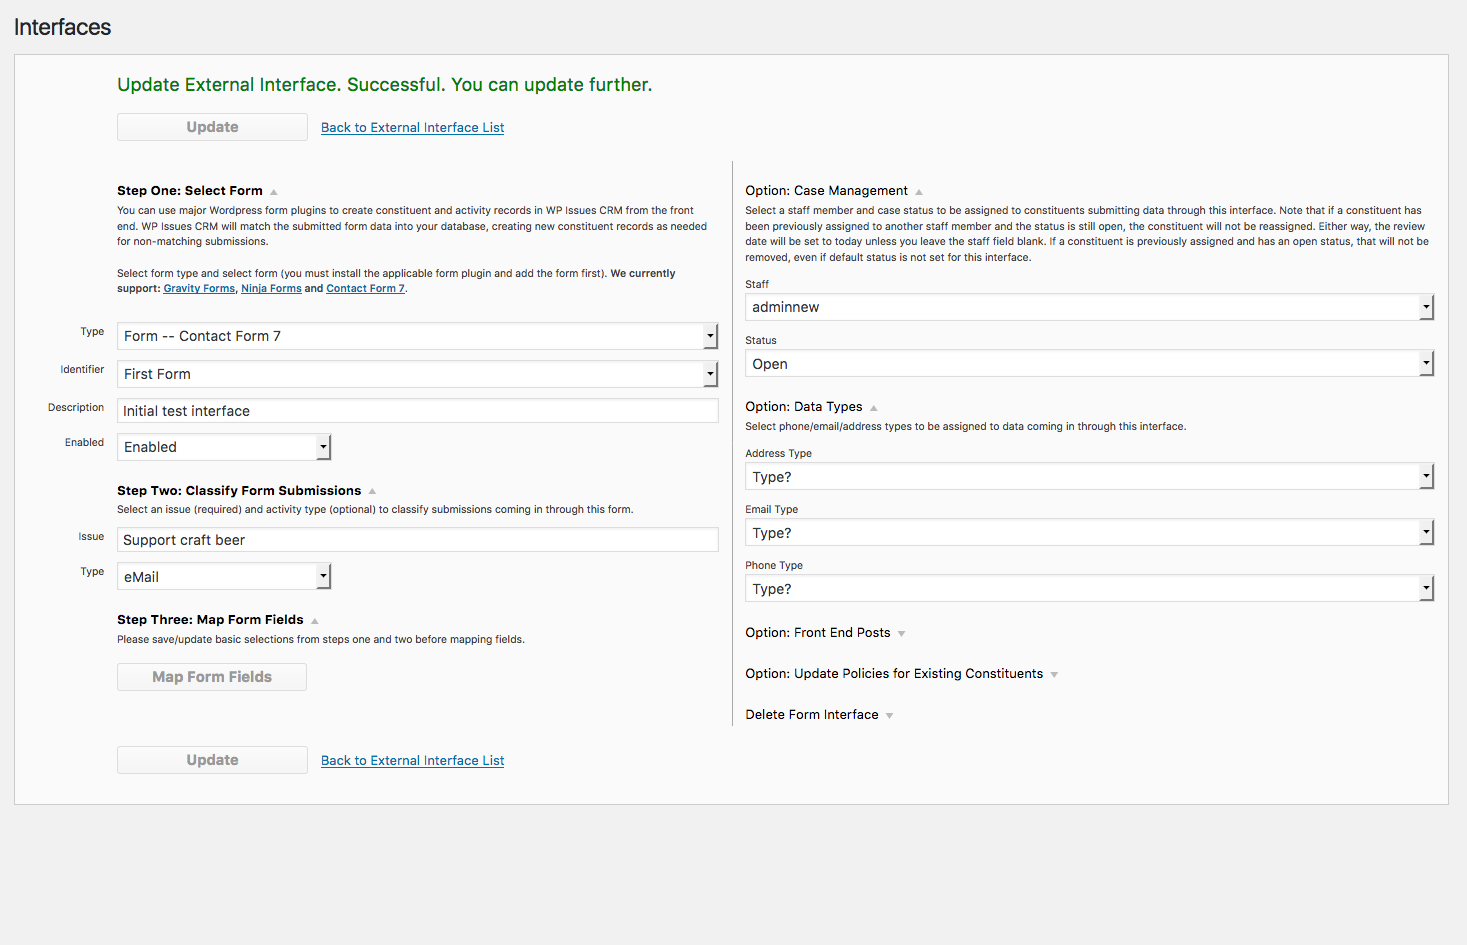 Interfaces
Update External Interface. Successful. You can update further.
Update
Back to External Interface List
Step One: Select Form
You can use major Wordpress form plugins to create constituent and activity records in WP Issues CRM from the front
end. WP Issues CRM will match the submitted form data into your database, creating new constituent records as needed
for non-matching submissions.
Select form type and select form (you must install the applicable form plugin and add the form first). We currently
support: Gravity Forms, Ninja Forms and Contact Form 7.
Type
Form -- Contact Form 7
Identifier
First Form
Description
Initial test interface
Enabled
Enabled
Step Two: Classify Form Submissions
Select an issue (required) and activity type (optional) to classify submissions coming in through this form.
Issue
Support craft beer
Type
eMail
Step Three: Map Form Fields
Please save/update basic selections from steps one and two before mapping fields.
Map Form Fields
Option: Case Management
Select a staff member and case status to be assigned to constituents submitting data through this interface. Note that if a constituent has
been previously assigned to another staff member and the status is still open, the constituent will not be reassigned. Either way, the review
date will be set to today unless you leave the staff field blank. If a constituent is previously assigned and has an open status, that will not be
removed, even if default status is not set for this interface.
Staff
adminnew
Status
Open
Option: Data Types
Select phone/email/address types to be assigned to data coming in through this interface.
Address Type
Type?
Email Type
Type?
Phone Type
Type?
Option: Front End Posts
Option: Update Policies for Existing Constituents
Delete Form Interface
Update
Back to External Interface List